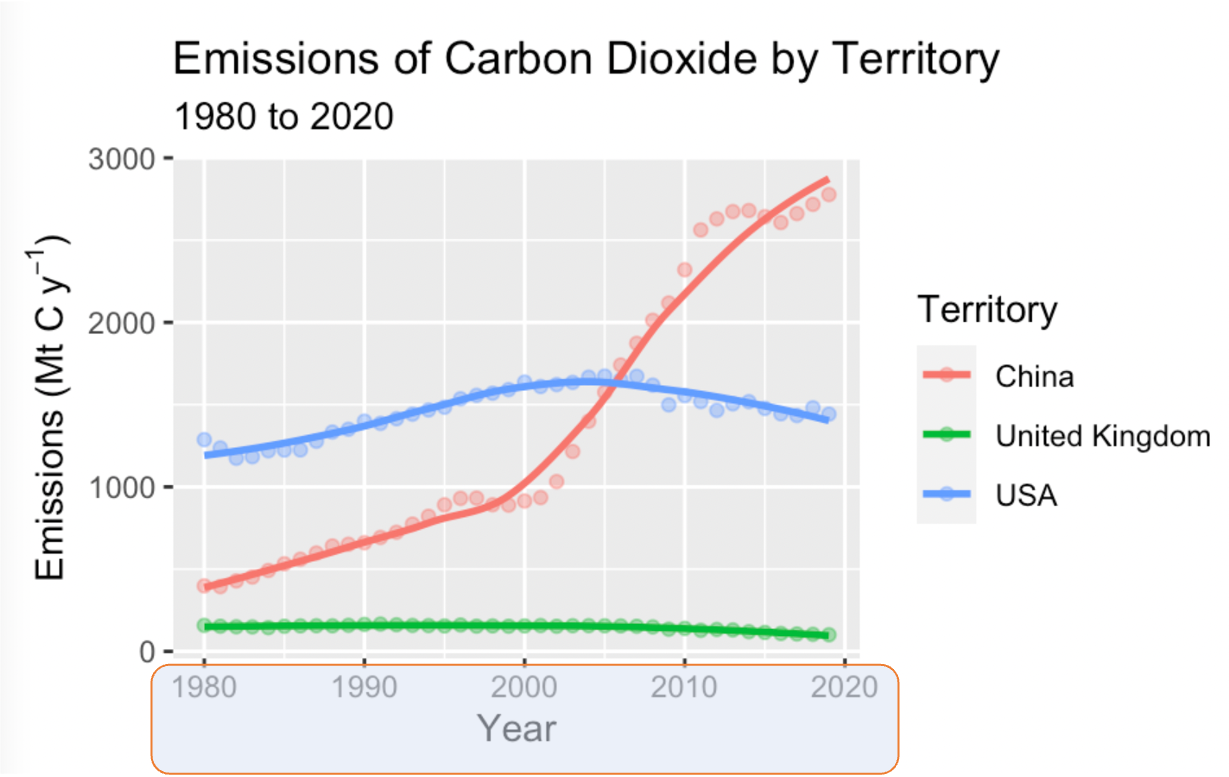 Emissions of Carbon Dioxide by Territory
1980 to 2020
Emissions (Mt C y⁻¹)
3000
2000
1000
0
1980 1990 2000 2010 2020
Year
Territory
China
United Kingdom
USA